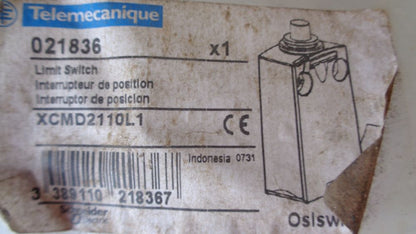 Telemecanique
021836 x1
Limit Switch
Interrupteur de position
Interruptor de posicion
XCMD2110L1 CE
Indonesia 0731
3 389110 218367
Schneider
Electric